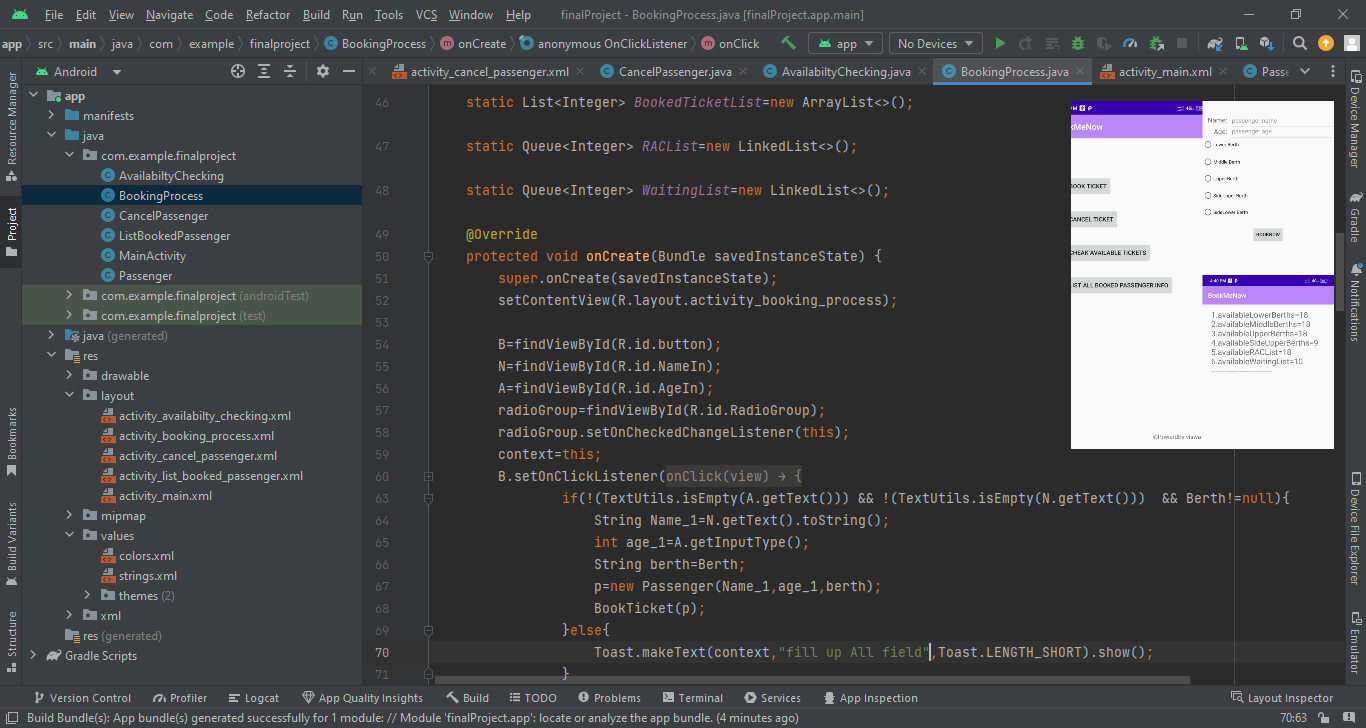 File Edit View Navigate Code Refactor Build Run Tools VCS Window Help finalProject - BookingProcess.java [finalProject.app.main]
app src main java com example finalproject BookingProcess onCreate anonymous OnClickListener onClick app No Devices
Android activity_cancel_passenger.xml CancelPassenger.java AvailabiltyChecking.java BookingProcess.java activity_main.xml Passe
Resource Manager
Project
Bookmarks
Build Variants
Structure
app
manifests
java
com.example.finalproject
AvailabiltyChecking
BookingProcess
CancelPassenger
ListBookedPassenger
MainActivity
Passenger
com.example.finalproject (androidTest)
com.example.finalproject (test)
java (generated)
res
drawable
layout
activity_availabilty_checking.xml
activity_booking_process.xml
activity_cancel_passenger.xml
activity_list_booked_passenger.xml
activity_main.xml
mipmap
values
colors.xml
strings.xml
themes (2)
xml
res (generated)
Gradle Scripts
46 static List<Integer> BookedTicketList=new ArrayList<>();
47 static Queue<Integer> RACList=new LinkedList<>();
48 static Queue<Integer> WaitingList=new LinkedList<>();
49 @Override
50 protected void onCreate(Bundle savedInstanceState) {
51 super.onCreate(savedInstanceState);
52 setContentView(R.layout.activity_booking_process);
53
54 B=findViewById(R.id.button);
55 N=findViewById(R.id.NameIn);
56 A=findViewById(R.id.AgeIn);
57 radioGroup=findViewById(R.id.RadioGroup);
58 radioGroup.setOnCheckedChangeListener(this);
59 context=this;
60 B.setOnClickListener(onClick(view) → {
63 if(!(TextUtils.isEmpty(A.getText())) && !(TextUtils.isEmpty(N.getText())) && Berth!=null){
64 String Name_1=N.getText().toString();
65 int age_1=A.getInputType();
66 String berth=Berth;
67 p=new Passenger(Name_1,age_1,berth);
68 BookTicket(p);
69 }else{
70 Toast.makeText(context,"fill up All field",Toast.LENGTH_SHORT).show();
71 }
PM
4G
okMeNow
BOOK TICKET
CANCEL TICKET
CHEAK AVAILABLE TICKETS
LIST ALL BOOKED PASSENGER INFO
©PowerdBy viswa
Name: passenger name
Age: passenger age
Lower Berth
Middle Berth
Upper Berth
SideUpper Berth
SideLower Berth
BOOKNOW
4:40 PM
4G
BookMeNow
1.availableLowerBerths=18
2.availableMiddleBerths=18
3.availableUpperBerths=18
4.availableSideUpperBerths=9
5.availableRACList=18
6.availableWaitingList=10
Device Manager
Gradle
Notifications
Device File Explorer
Emulator
Version Control Profiler Logcat App Quality Insights Build TODO Problems Terminal Services App Inspection Layout Inspector
Build Bundle(s): App bundle(s) generated successfully for 1 module: // Module 'finalProject.app': locate or analyze the app bundle. (4 minutes ago) 70:63